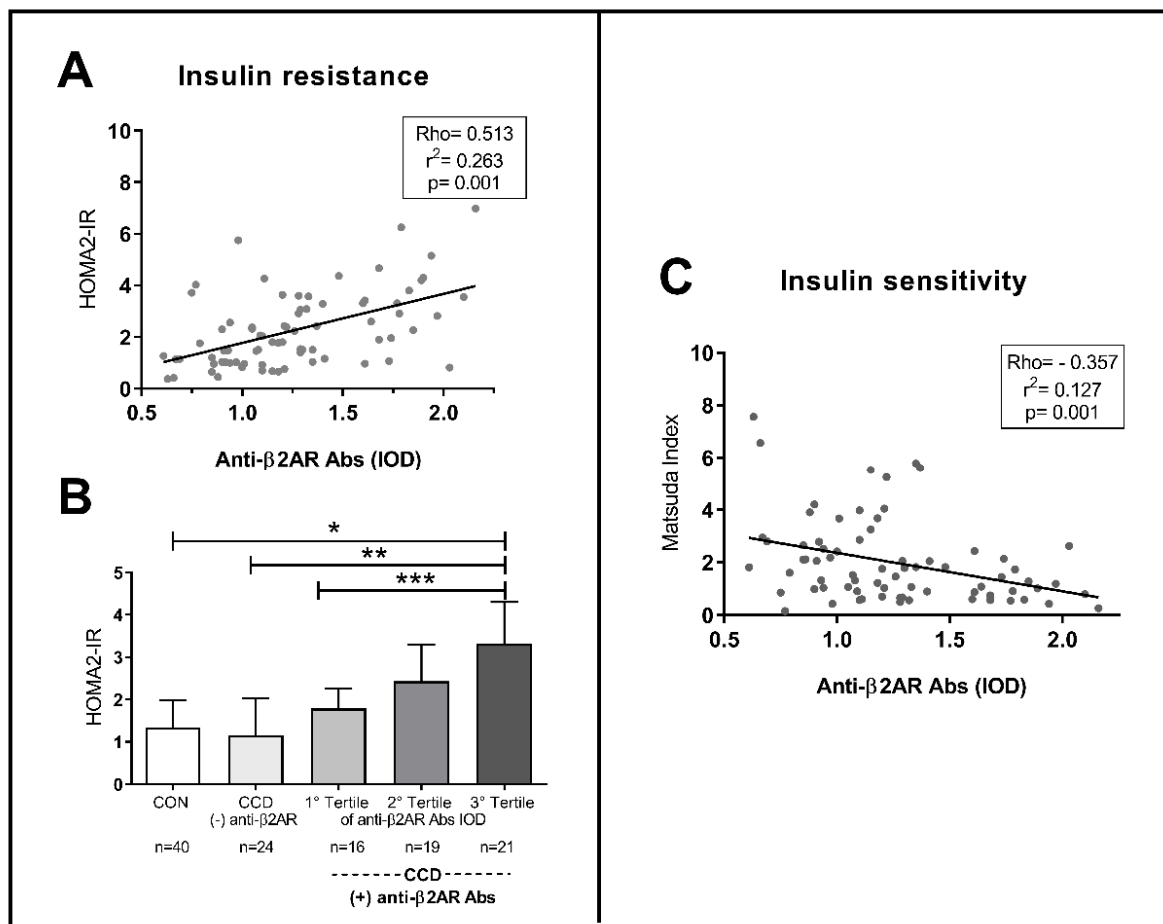 A Insulin resistance
Rho= 0.513
r²= 0.263
p= 0.001
HOMA2-IR
10
8
6
4
2
0
0.5 1.0 1.5 2.0
Anti-β2AR Abs (IOD)
B
*
**
***
HOMA2-IR
5
4
3
2
1
0
CON CCD 1° Tertile 2° Tertile 3° Tertile
(-) anti-β2AR of anti-β2AR Abs IOD
n=40 n=24 n=16 n=19 n=21
------- CCD -------
(+) anti-β2AR Abs
C Insulin sensitivity
Rho= - 0.357
r²= 0.127
p= 0.001
Matsuda Index
10
8
6
4
2
0
0.5 1.0 1.5 2.0
Anti-β2AR Abs (IOD)